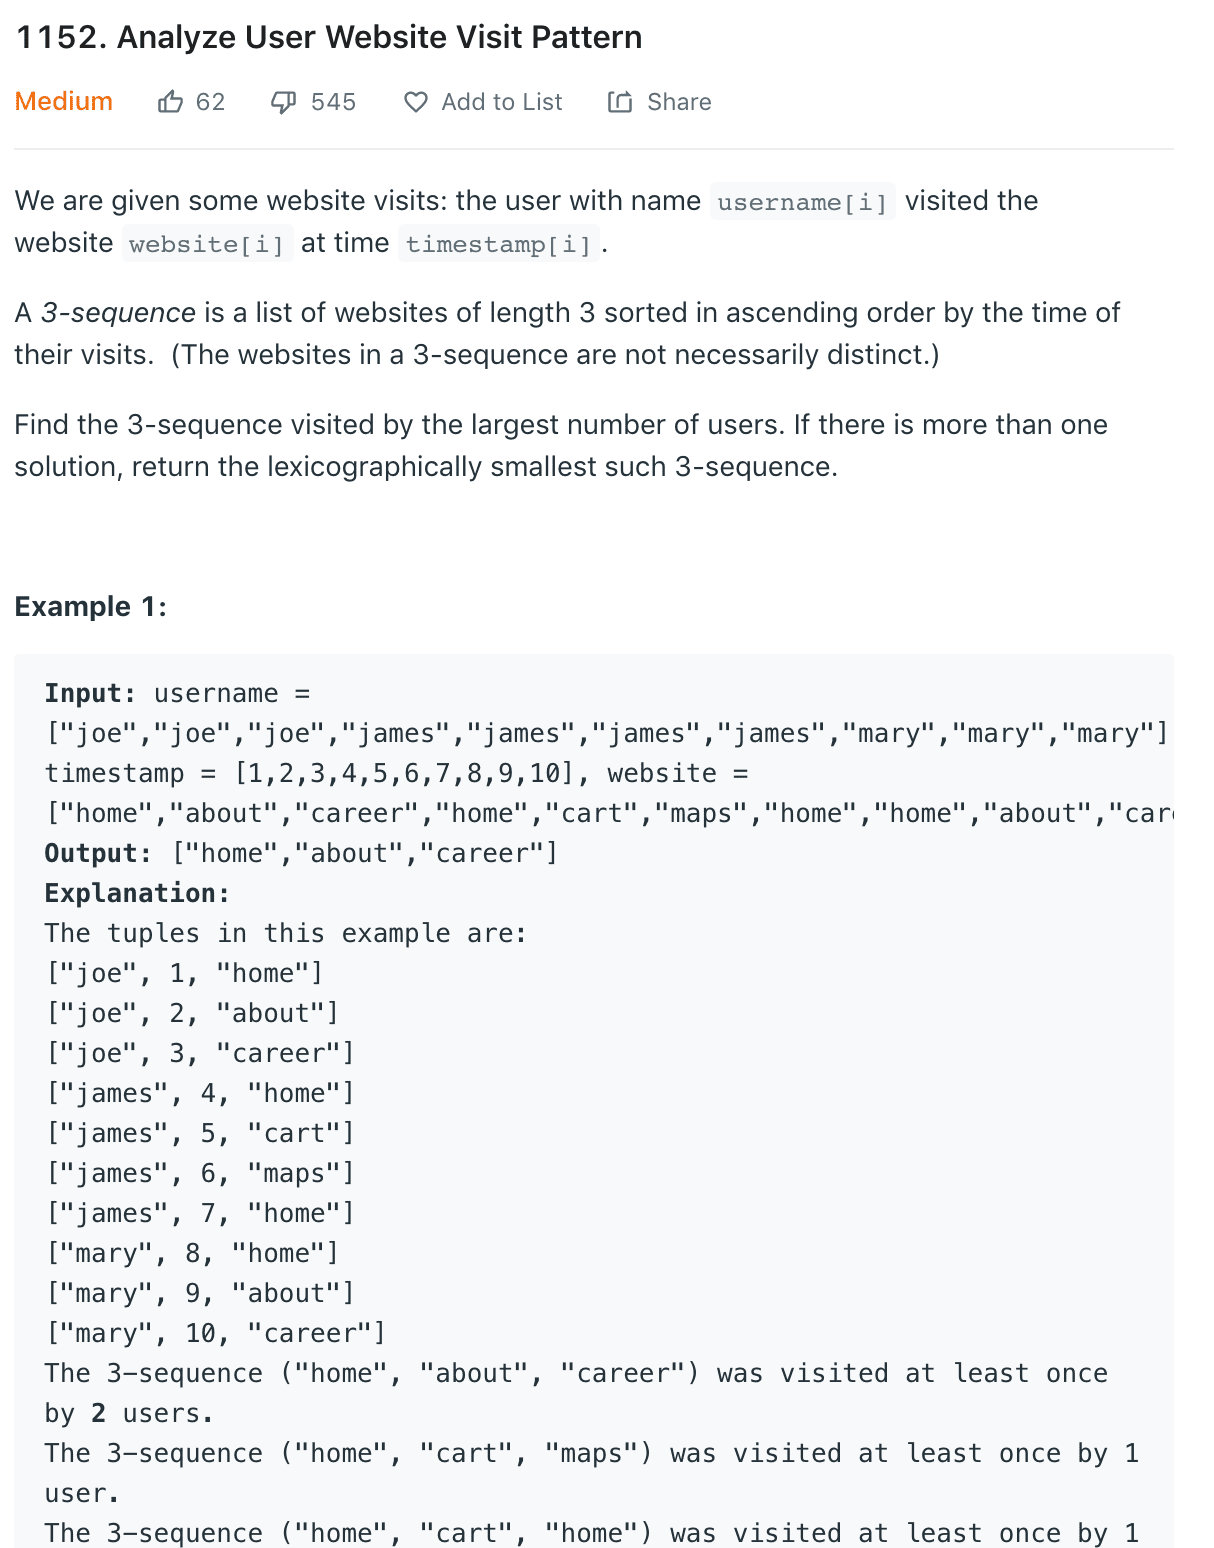 1152. Analyze User Website Visit Pattern
Medium 62 545 Add to List Share
We are given some website visits: the user with name username[i] visited the
website website[i] at time timestamp[i].
A 3-sequence is a list of websites of length 3 sorted in ascending order by the time of
their visits.  (The websites in a 3-sequence are not necessarily distinct.)
Find the 3-sequence visited by the largest number of users. If there is more than one
solution, return the lexicographically smallest such 3-sequence.
Example 1:
Input: username =
["joe","joe","joe","james","james","james","james","mary","mary","mary"],
timestamp = [1,2,3,4,5,6,7,8,9,10], website =
["home","about","career","home","cart","maps","home","home","about","car
Output: ["home","about","career"]
Explanation:
The tuples in this example are:
["joe", 1, "home"]
["joe", 2, "about"]
["joe", 3, "career"]
["james", 4, "home"]
["james", 5, "cart"]
["james", 6, "maps"]
["james", 7, "home"]
["mary", 8, "home"]
["mary", 9, "about"]
["mary", 10, "career"]
The 3-sequence ("home", "about", "career") was visited at least once
by 2 users.
The 3-sequence ("home", "cart", "maps") was visited at least once by 1
user.
The 3-sequence ("home", "cart", "home") was visited at least once by 1